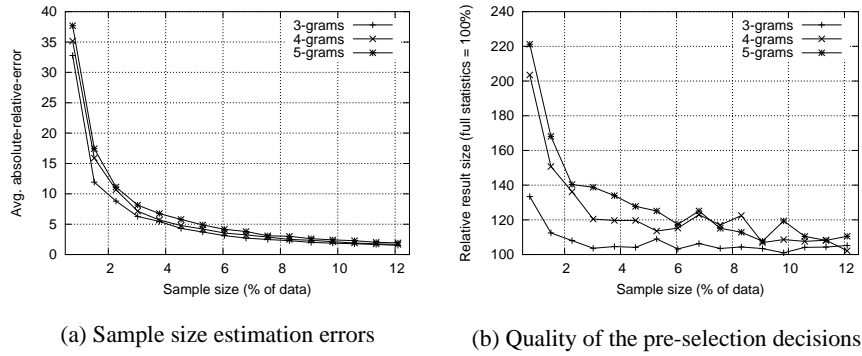 40
35
30
25
20
15
10
5
0
2 4 6 8 10 12
Avg. absolute-relative-error
Sample size (% of data)
3-grams
4-grams
5-grams
(a) Sample size estimation errors
240
220
200
180
160
140
120
100
2 4 6 8 10 12
Relative result size (full statistics = 100%)
Sample size (% of data)
3-grams
4-grams
5-grams
(b) Quality of the pre-selection decisions